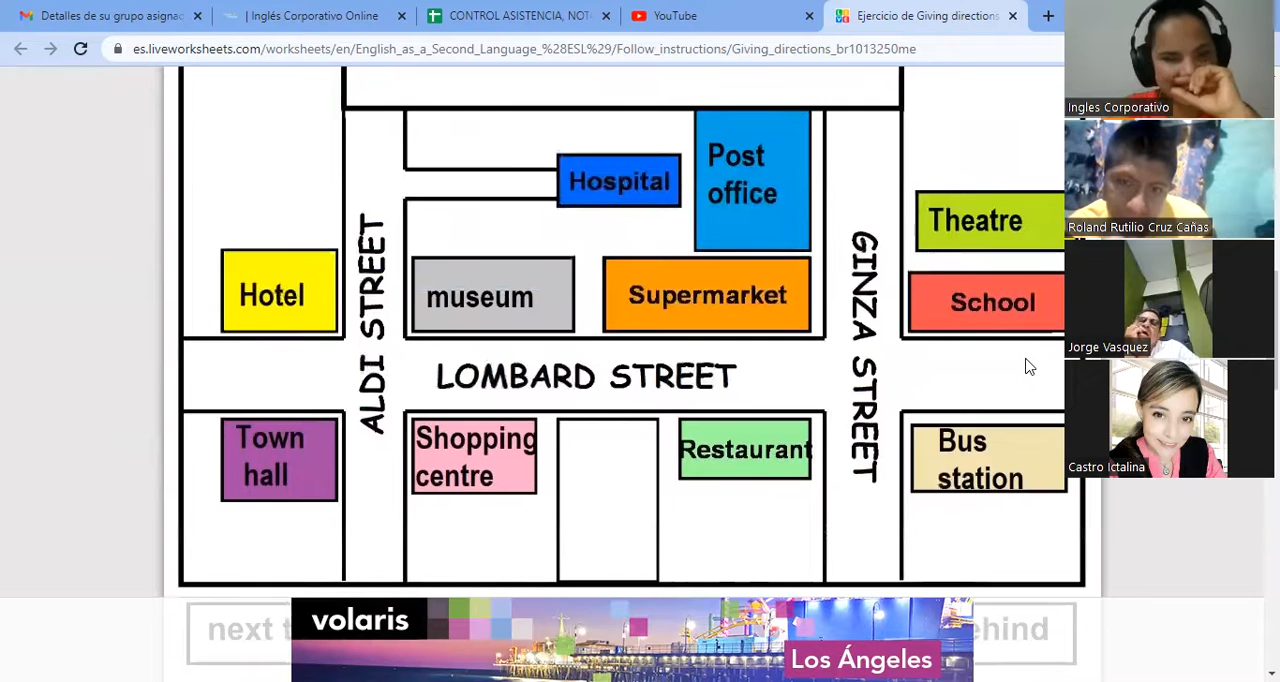 Detalles de su grupo asignac
| Inglés Corporativo Online
CONTROL ASISTENCIA, NOT
YouTube
Ejercicio de Giving directions
es.liveworksheets.com/worksheets/en/English_as_a_Second_Language_%28ESL%29/Follow_instructions/Giving_directions_br1013250me
Ingles Corporativo
Roland Rutilio Cruz Cañas
Jorge Vasquez
Castro Ictalina
Hospital
Post
office
Theatre
Hotel
ALDI STREET
museum
Supermarket
GINZA STREET
School
LOMBARD STREET
Town
hall
Shopping
centre
Restaurant
Bus
station
next t
ehind
volaris
Los Ángeles